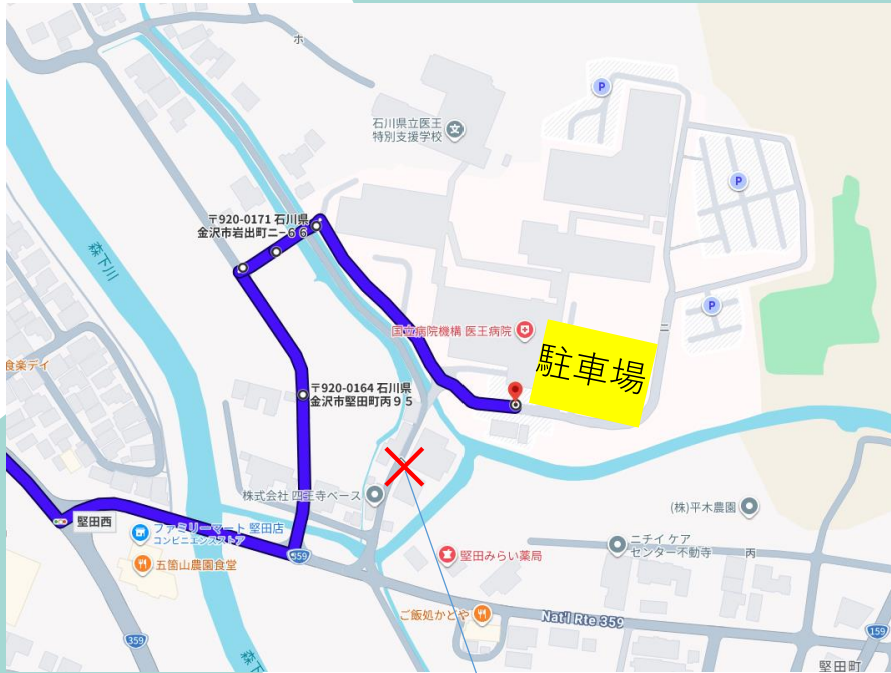 ホ
石川県立医王
特別支援学校
P
P
〒920-0171 石川県
金沢市岩出町ニ-66
森下川
P
国立病院機構 医王病院
ニ
駐車場
食楽デイ
〒920-0164 石川県
金沢市堅田町丙95
株式会社 四王寺ベース
(株)平木農園
堅田西
ファミリーマート 堅田店
コンビニエンスストア
ニチイ ケア
センター不動寺
丙
359
堅田みらい薬局
五箇山農園食堂
ご飯処かどや
Nat'l Rte 359
159
359
森下川
堅田町